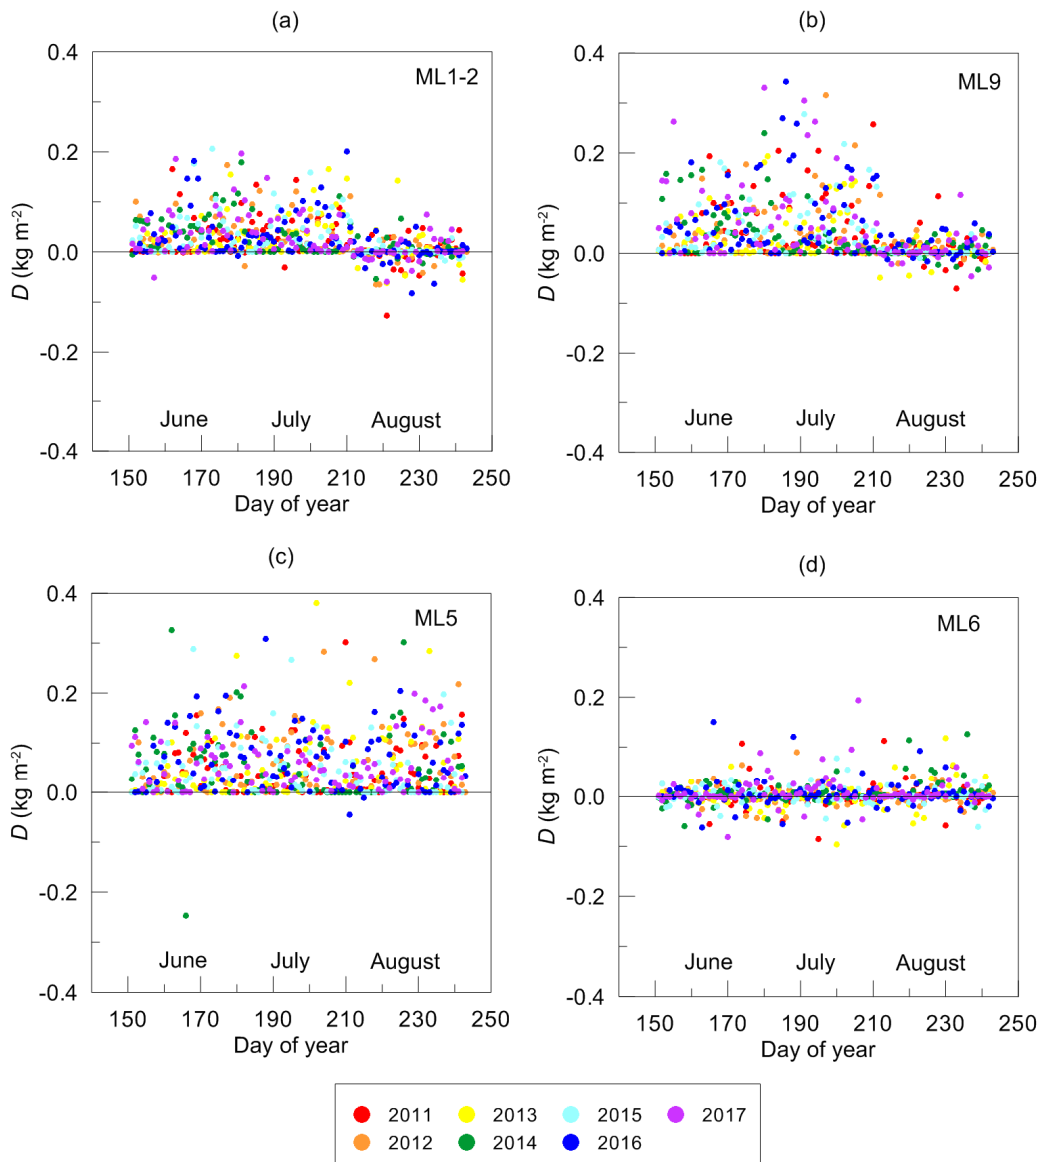 (a)
(b)
0.4
0.2
0.0
-0.2
-0.4
D (kg m⁻²)
ML1-2
June July August
150 170 190 210 230 250
Day of year
0.4
0.2
0.0
-0.2
-0.4
D (kg m⁻²)
ML9
June July August
150 170 190 210 230 250
Day of year
(c)
(d)
0.4
0.2
0.0
-0.2
-0.4
D (kg m⁻²)
ML5
June July August
150 170 190 210 230 250
Day of year
0.4
0.2
0.0
-0.2
-0.4
D (kg m⁻²)
ML6
June July August
150 170 190 210 230 250
Day of year
2011 2013 2015 2017
2012 2014 2016